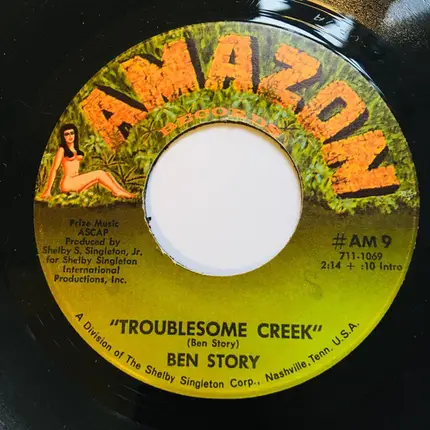 AMAZON
RECORDS
Prize Music
ASCAP
Produced by
Shelby S. Singleton, Jr.
for Shelby Singleton
International
Productions, Inc.
#AM 9
711-1069
2:14 + :10 Intro
"TROUBLESOME CREEK"
(Ben Story)
BEN STORY
A Division of The Shelby Singleton Corp., Nashville, Tenn. U.S.A.